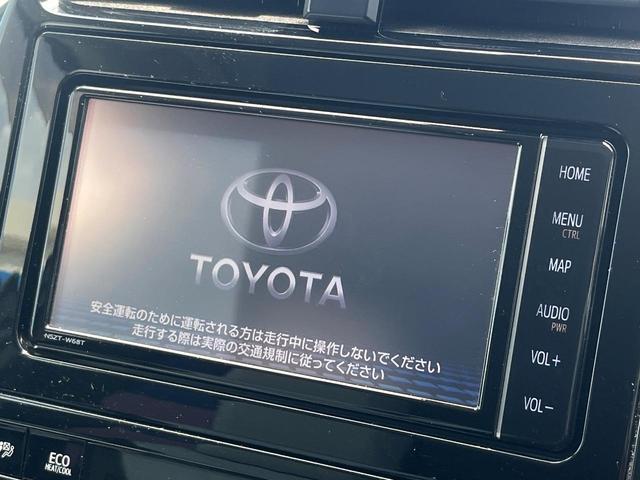 TOYOTA
安全運転のために運転される方は走行中に操作しないでください
走行する際は実際の交通規制に従ってください
NSZT-W68T
HOME
MENU
CTRL
MAP
AUDIO
PWR
VOL+
VOL−
ECO
HEAT/COOL